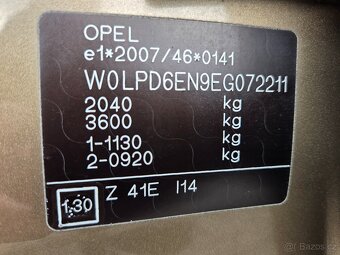 OPEL
e1*2007/46*0141
W0LPD6EN9EG072211
2040 kg
3600 kg
1-1130 kg
2-0920 kg
1.30 Z 41E I14
Bazos.cz